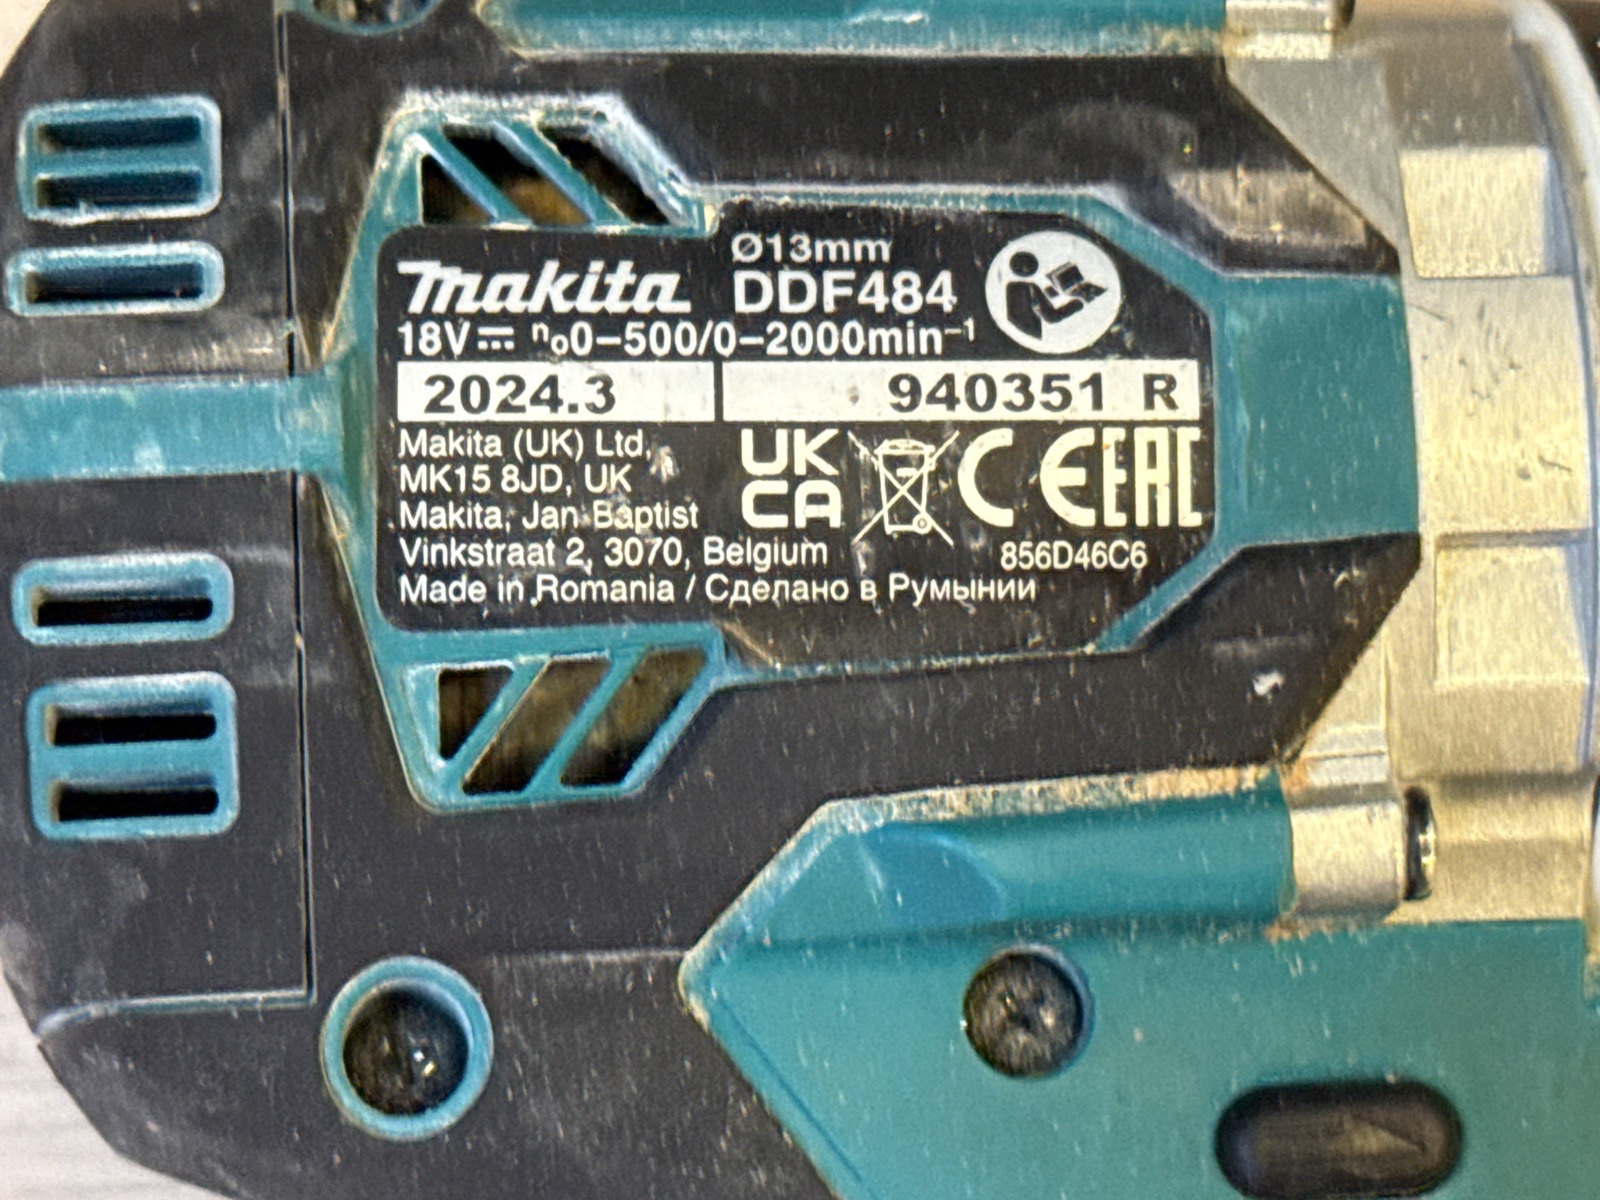 makita
Ø13mm
DDF484
18V⎓ n₀0–500/0–2000min⁻¹
2024.3
940351 R
Makita (UK) Ltd,
MK15 8JD, UK
Makita, Jan-Baptist
Vinkstraat 2, 3070, Belgium
Made in Romania / Сделано в Румынии
UK
CA
CE
EAC
856D46C6